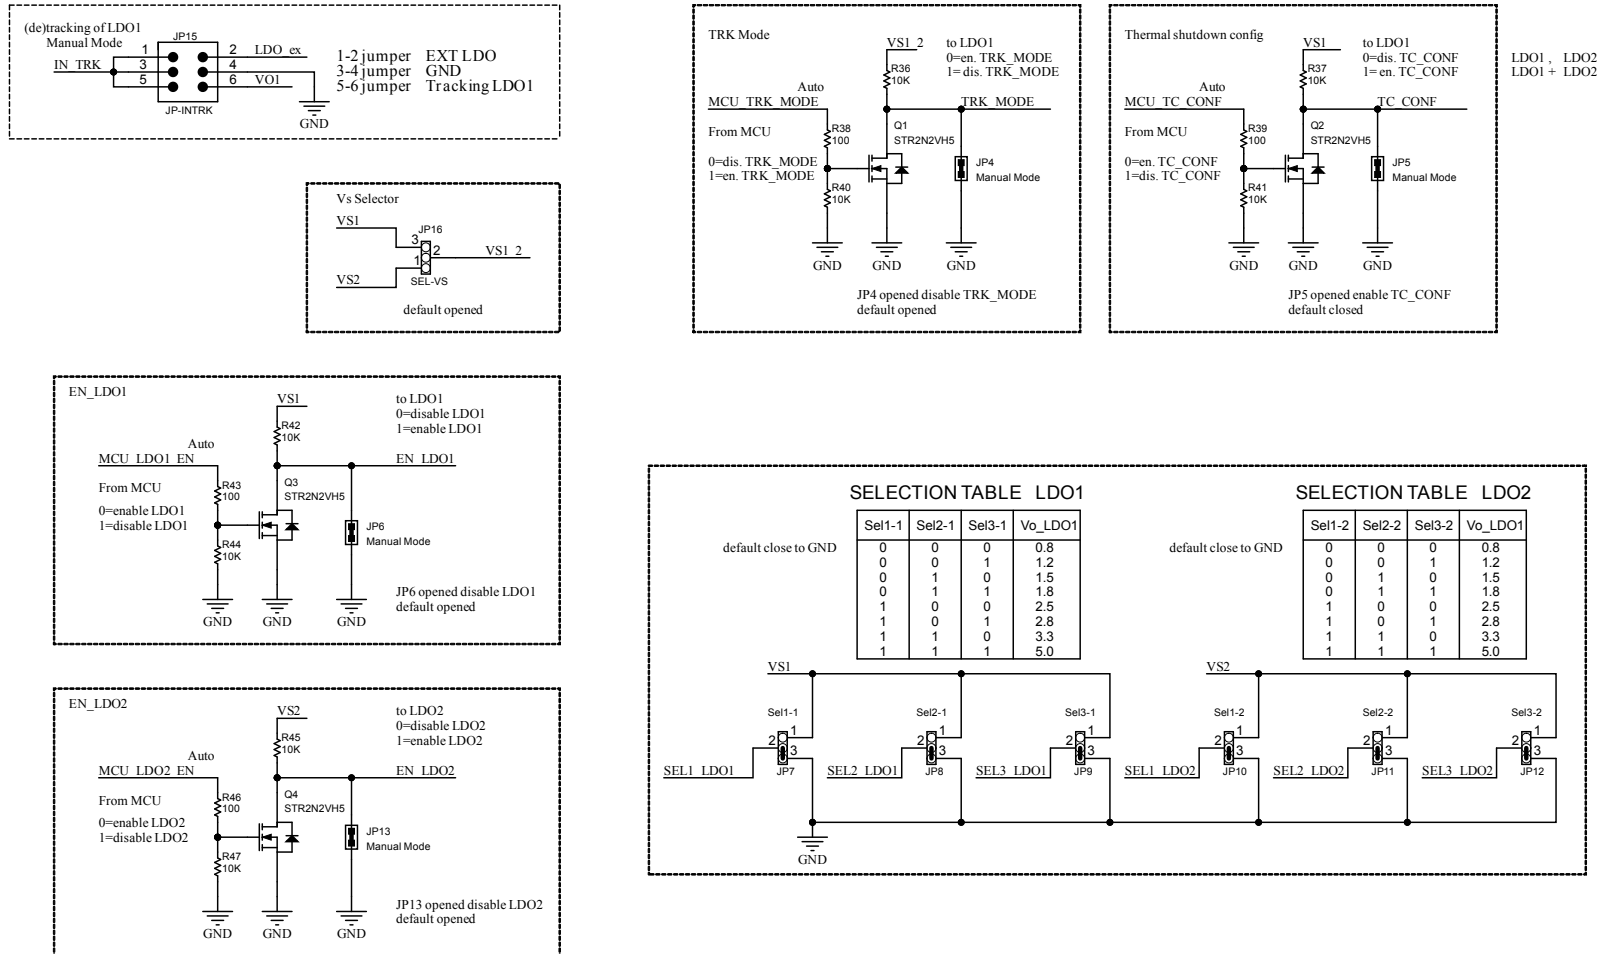 (de)tracking of LDO1
Manual Mode
JP15
1 2 LDO_ex
IN_TRK 3 4
5 6 VO1
JP-INTRK
GND
1-2 jumper EXT LDO
3-4 jumper GND
5-6 jumper Tracking LDO1
Vs Selector
VS1
JP16
3
2 VS1_2
1
VS2
SEL-VS
default opened
TRK Mode
VS1_2
R36
10K
to LDO1
0=en. TRK_MODE
1= dis. TRK_MODE
Auto
MCU_TRK_MODE
TRK_MODE
From MCU
R38
100
Q1
STR2N2VH5
0=dis. TRK_MODE
1=en. TRK_MODE
JP4
Manual Mode
R40
10K
GND GND GND
JP4 opened disable TRK_MODE
default opened
Thermal shutdown config
VS1
R37
10K
to LDO1
0=dis. TC_CONF
1= en. TC_CONF
Auto
MCU_TC_CONF
TC_CONF
From MCU
R39
100
Q2
STR2N2VH5
0=en. TC_CONF
1=dis. TC_CONF
JP5
Manual Mode
R41
10K
GND GND GND
JP5 opened enable TC_CONF
default closed
LDO1 , LDO2
LDO1 + LDO2
EN_LDO1
VS1
R42
10K
to LDO1
0=disable LDO1
1=enable LDO1
Auto
MCU_LDO1_EN
EN_LDO1
From MCU
R43
100
Q3
STR2N2VH5
0=enable LDO1
1=disable LDO1
JP6
Manual Mode
R44
10K
JP6 opened disable LDO1
default opened
GND GND GND
EN_LDO2
VS2
R45
10K
to LDO2
0=disable LDO2
1=enable LDO2
Auto
MCU_LDO2_EN
EN_LDO2
From MCU
R46
100
Q4
STR2N2VH5
0=enable LDO2
1=disable LDO2
JP13
Manual Mode
R47
10K
JP13 opened disable LDO2
default opened
GND GND GND
SELECTION TABLE LDO1
Sel1-1 Sel2-1 Sel3-1 Vo_LDO1
default close to GND
0 0 0 0.8
0 0 1 1.2
0 1 0 1.5
0 1 1 1.8
1 0 0 2.5
1 0 1 2.8
1 1 0 3.3
1 1 1 5.0
SELECTION TABLE LDO2
Sel1-2 Sel2-2 Sel3-2 Vo_LDO1
default close to GND
0 0 0 0.8
0 0 1 1.2
0 1 0 1.5
0 1 1 1.8
1 0 0 2.5
1 0 1 2.8
1 1 0 3.3
1 1 1 5.0
VS1
VS2
Sel1-1 Sel2-1 Sel3-1 Sel1-2 Sel2-2 Sel3-2
1 1 1 1 1 1
2 3 2 3 2 3 2 3 2 3 2 3
SEL1_LDO1 JP7 SEL2_LDO1 JP8 SEL3_LDO1 JP9 SEL1_LDO2 JP10 SEL2_LDO2 JP11 SEL3_LDO2 JP12
GND